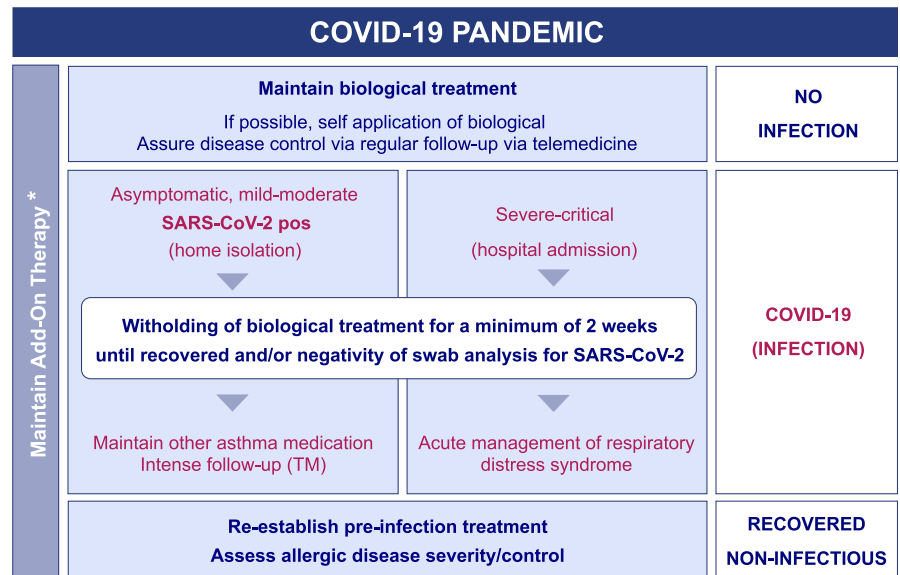 COVID-19 PANDEMIC
Maintain Add-On Therapy *
Maintain biological treatment
If possible, self application of biological
Assure disease control via regular follow-up via telemedicine
NO
INFECTION
Asymptomatic, mild-moderate
SARS-CoV-2 pos
(home isolation)
Severe-critical
(hospital admission)
Witholding of biological treatment for a minimum of 2 weeks
until recovered and/or negativity of swab analysis for SARS-CoV-2
Maintain other asthma medication
Intense follow-up (TM)
Acute management of respiratory
distress syndrome
COVID-19
(INFECTION)
Re-establish pre-infection treatment
Assess allergic disease severity/control
RECOVERED
NON-INFECTIOUS